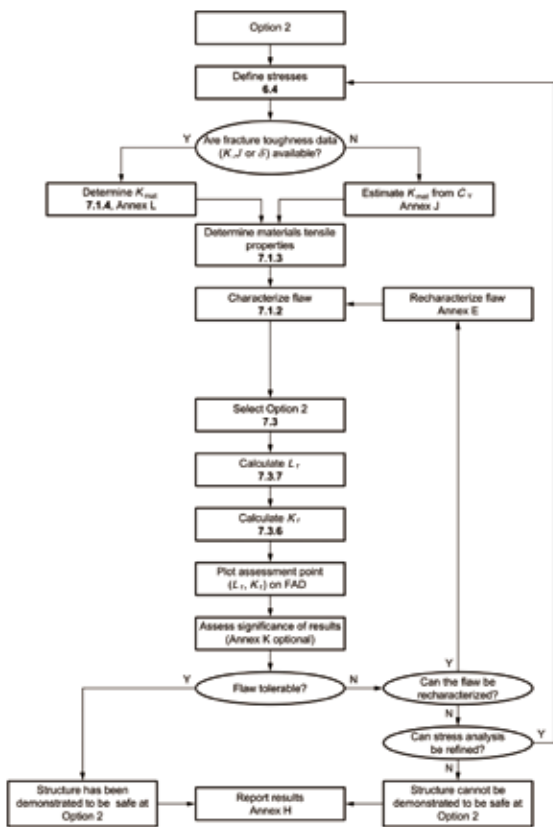 Option 2
Define stresses
6.4
Are fracture toughness data
(K, J or δ) available?
Y
N
Determine Kmat
7.1.4, Annex L
Estimate Kmat from Cv
Annex J
Determine materials tensile
properties
7.1.3
Characterize flaw
7.1.2
Recharacterize flaw
Annex E
Select Option 2
7.3
Calculate Lr
7.3.7
Calculate Kr
7.3.6
Plot assessment point
(Lr, Kr) on FAD
Assess significance of results
(Annex K optional)
Y
Flaw tolerable?
N
Y
Can the flaw be
recharacterized?
N
Can stress analysis
be refined?
Y
N
Structure has been
demonstrated to be safe at
Option 2
Report results
Annex H
Structure cannot be
demonstrated to be safe at
Option 2